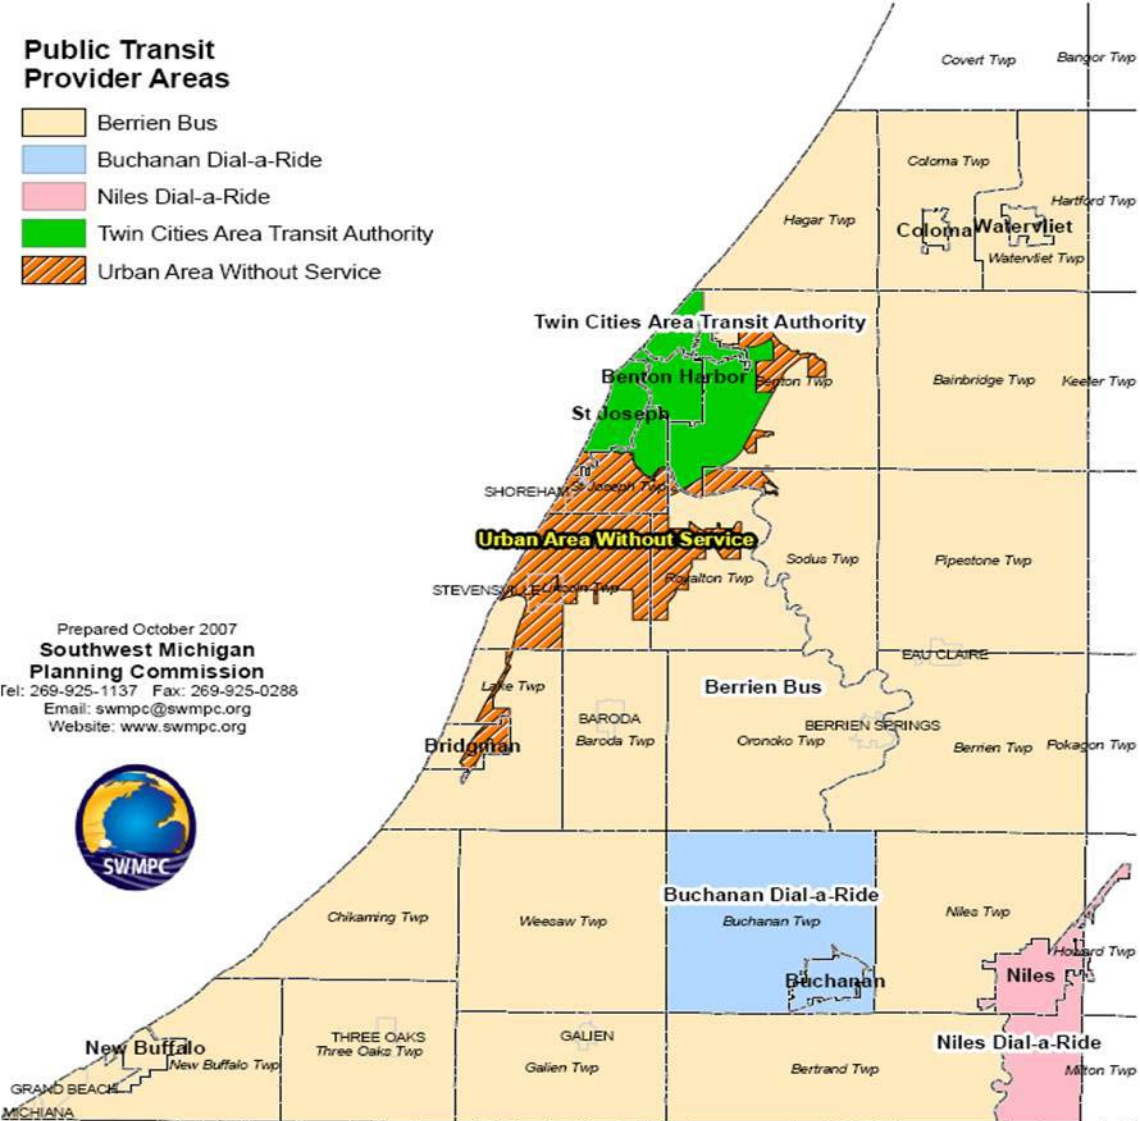 Public Transit
Provider Areas
Berrien Bus
Buchanan Dial-a-Ride
Niles Dial-a-Ride
Twin Cities Area Transit Authority
Urban Area Without Service
Covert Twp
Bangor Twp
Coloma Twp
Hartford Twp
Hagar Twp
Coloma
Watervliet
Watervliet Twp
Twin Cities Area Transit Authority
Benton Harbor
Benton Twp
Bainbridge Twp
Keeler Twp
St Joseph
SHOREHAM
St Joseph Twp
Urban Area Without Service
Sodus Twp
Pipestone Twp
Royalton Twp
STEVENSVILLE
Lincoln Twp
Prepared October 2007
Southwest Michigan
Planning Commission
Tel: 269-925-1137 Fax: 269-925-0288
Email: swmpc@swmpc.org
Website: www.swmpc.org
EAU CLAIRE
Lake Twp
Berrien Bus
BARODA
Baroda Twp
BERRIEN SPRINGS
Oronoko Twp
Berrien Twp
Pokagon Twp
Bridgman
SWMPC
Buchanan Dial-a-Ride
Chikaming Twp
Weesaw Twp
Buchanan Twp
Niles Twp
Howard Twp
Buchanan
Niles
THREE OAKS
Three Oaks Twp
GALIEN
Galien Twp
Niles Dial-a-Ride
Bertrand Twp
Milton Twp
New Buffalo
New Buffalo Twp
GRAND BEACH
MICHIANA